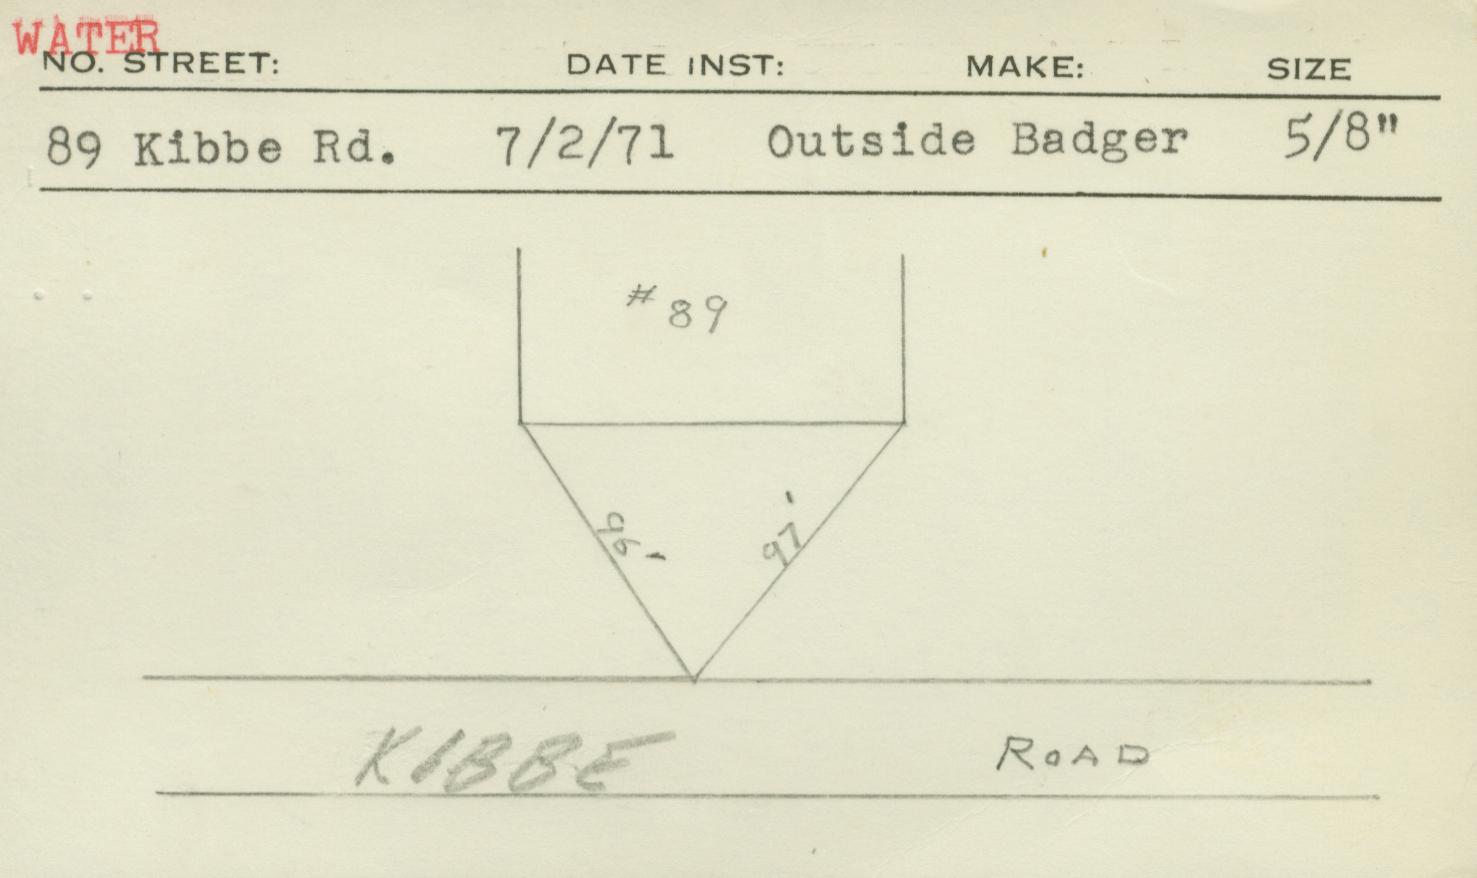 WATER
NO. STREET: DATE INST: MAKE: SIZE
89 Kibbe Rd. 7/2/71 Outside Badger 5/8"
# 89
96'
97'
KIBBE ROAD